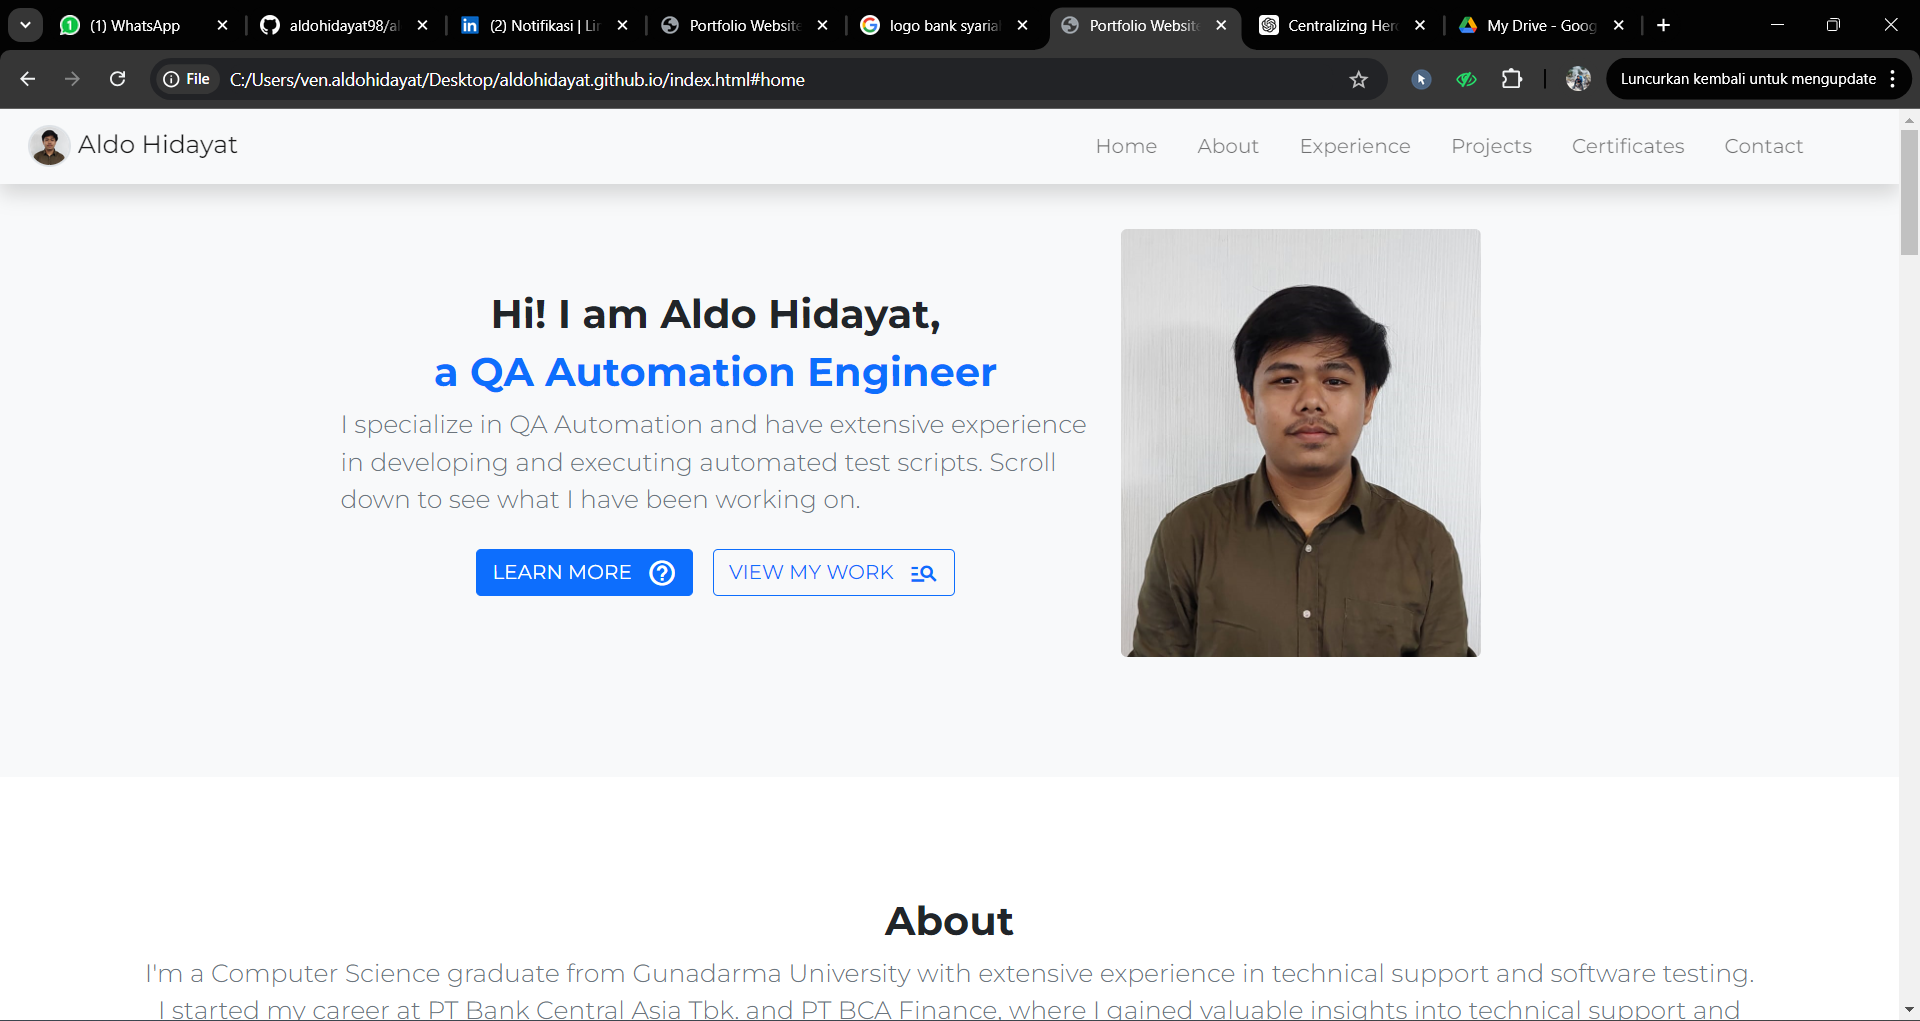 (1) WhatsApp
aldohidayat98/al
(2) Notifikasi | Lin
Portfolio Website
logo bank syariah
Portfolio Website
Centralizing Hero
My Drive - Goog
File
C:/Users/ven.aldohidayat/Desktop/aldohidayat.github.io/index.html#home
Luncurkan kembali untuk mengupdate
Aldo Hidayat
Home
About
Experience
Projects
Certificates
Contact
Hi! I am Aldo Hidayat,
a QA Automation Engineer
I specialize in QA Automation and have extensive experience
in developing and executing automated test scripts. Scroll
down to see what I have been working on.
LEARN MORE
VIEW MY WORK
About
I'm a Computer Science graduate from Gunadarma University with extensive experience in technical support and software testing.
I started my career at PT Bank Central Asia Tbk. and PT BCA Finance, where I gained valuable insights into technical support and